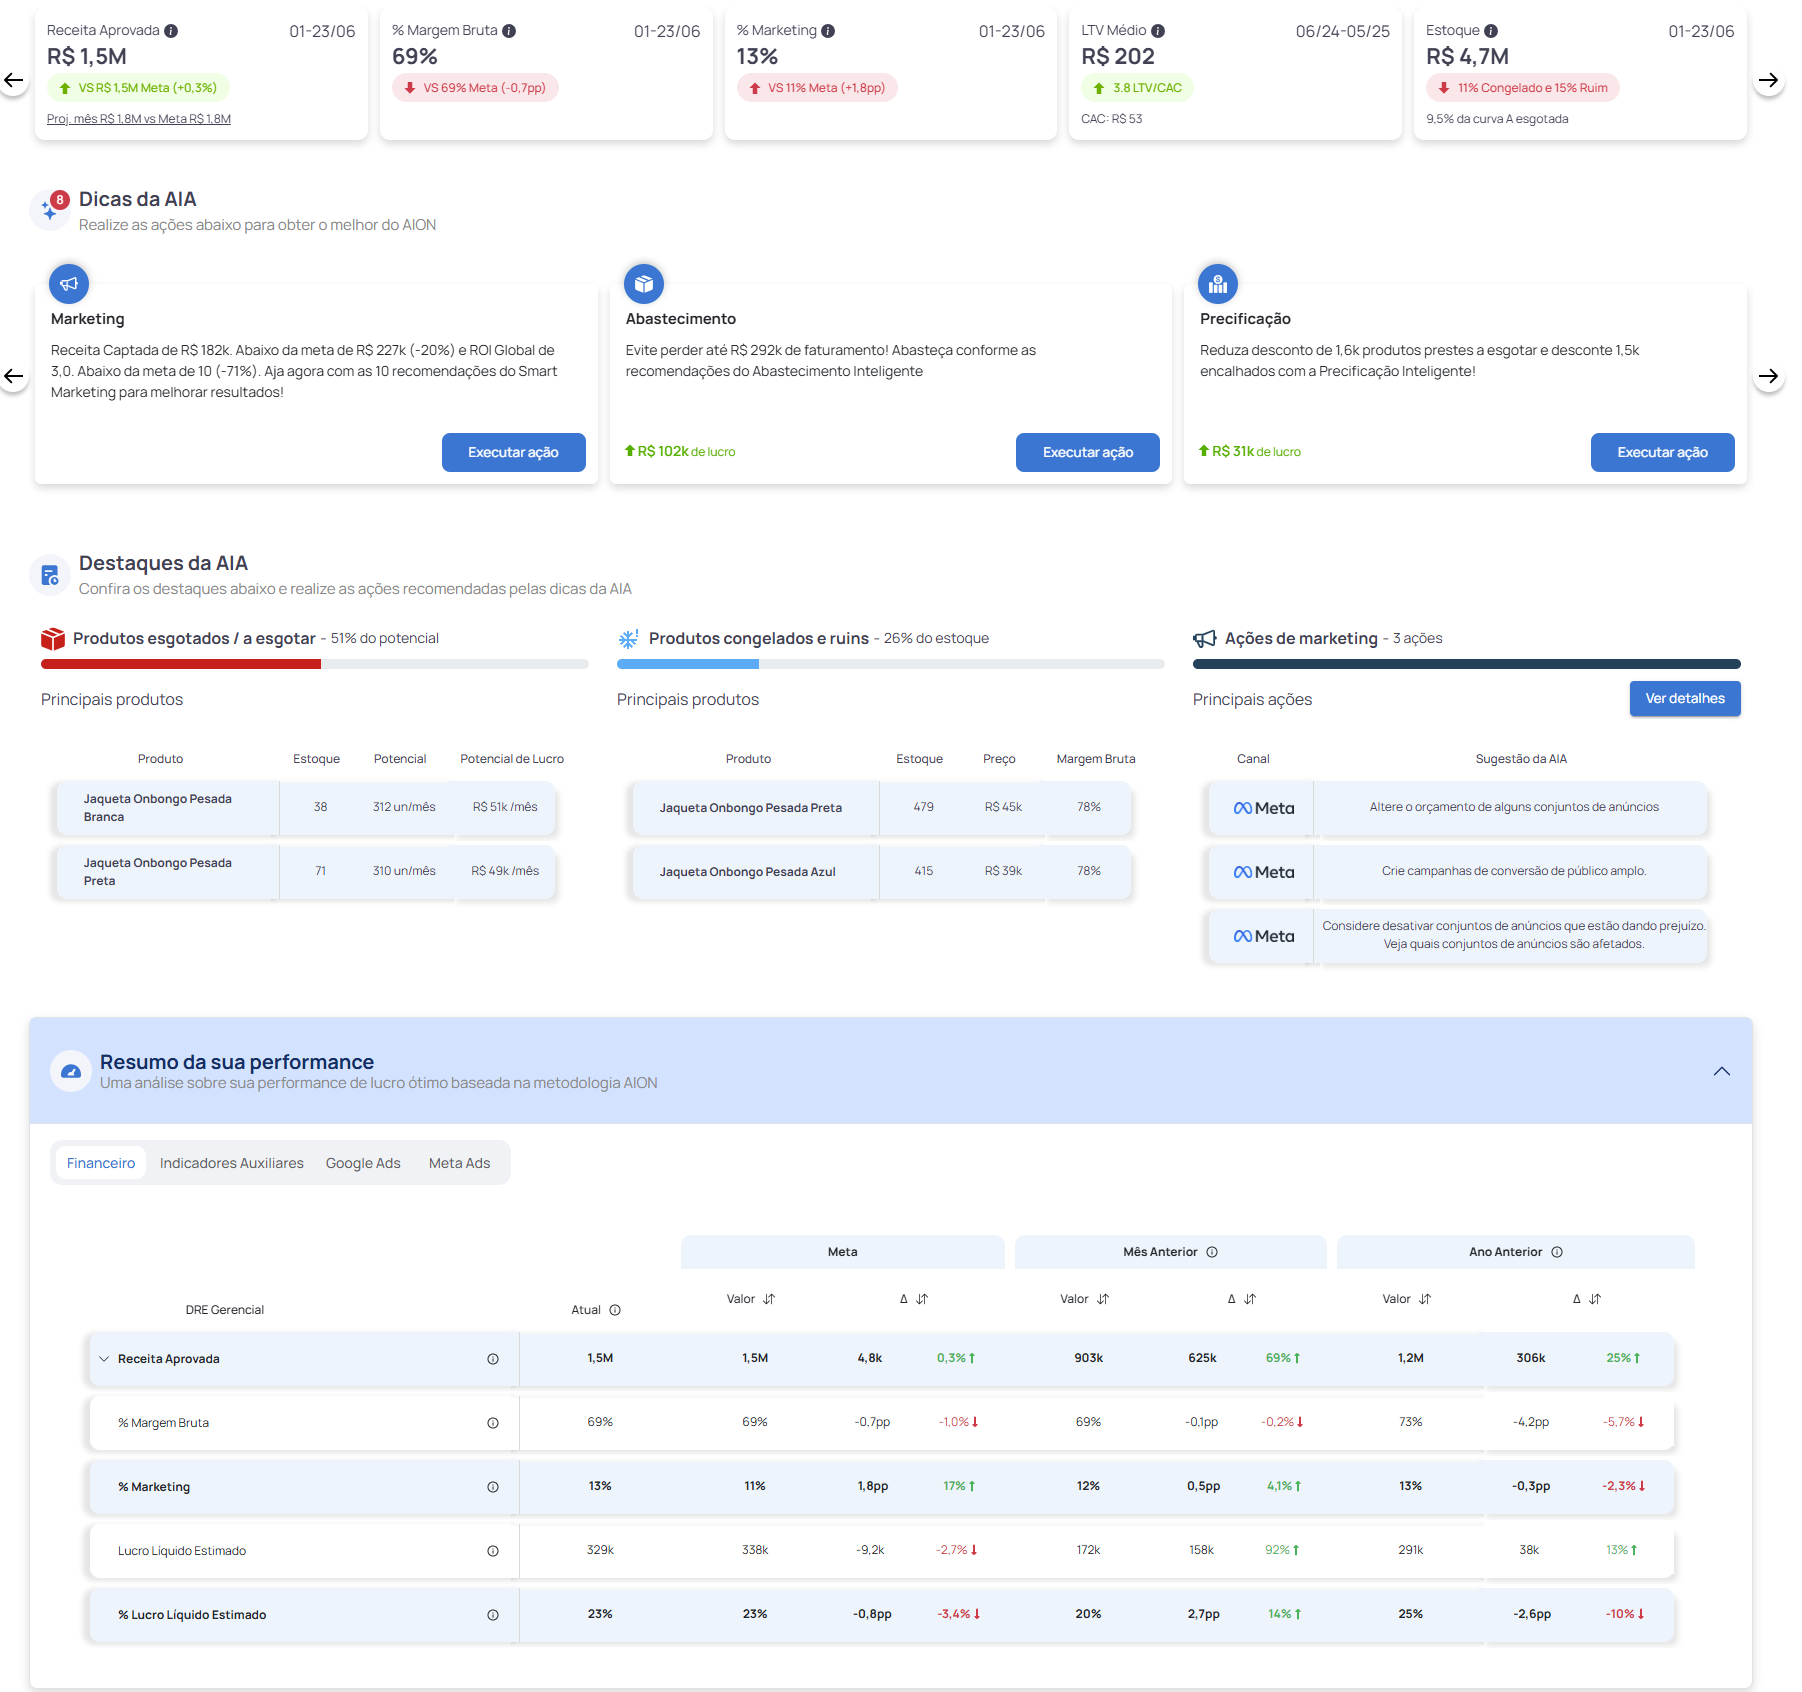 Receita Aprovada 01-23/06
R$ 1,5M
VS R$ 1,5M Meta (+0,3%)
Proj. mês R$ 1,8M vs Meta R$ 1,8M
% Margem Bruta 01-23/06
69%
VS 69% Meta (-0,7pp)
% Marketing 01-23/06
13%
VS 11% Meta (+1,8pp)
LTV Médio 06/24-05/25
R$ 202
3.8 LTV/CAC
CAC: R$ 53
Estoque 01-23/06
R$ 4,7M
11% Congelado e 15% Ruim
9,5% da curva A esgotada
8
Dicas da AIA
Realize as ações abaixo para obter o melhor do AION
Marketing
Receita Captada de R$ 182k. Abaixo da meta de R$ 227k (-20%) e ROI Global de
3,0. Abaixo da meta de 10 (-71%). Aja agora com as 10 recomendações do Smart
Marketing para melhorar resultados!
Executar ação
Abastecimento
Evite perder até R$ 292k de faturamento! Abasteça conforme as
recomendações do Abastecimento Inteligente
R$ 102k de lucro
Executar ação
Precificação
Reduza desconto de 1,6k produtos prestes a esgotar e desconte 1,5k
encalhados com a Precificação Inteligente!
R$ 31k de lucro
Executar ação
Destaques da AIA
Confira os destaques abaixo e realize as ações recomendadas pelas dicas da AIA
Produtos esgotados / a esgotar - 51% do potencial
Principais produtos
Produto Estoque Potencial Potencial de Lucro
Jaqueta Onbongo Pesada
Branca
38 312 un/mês R$ 51k /mês
Jaqueta Onbongo Pesada
Preta
71 310 un/mês R$ 49k /mês
Produtos congelados e ruins - 26% do estoque
Principais produtos
Produto Estoque Preço Margem Bruta
Jaqueta Onbongo Pesada Preta 479 R$ 45k 78%
Jaqueta Onbongo Pesada Azul 415 R$ 39k 78%
Ações de marketing - 3 ações
Principais ações
Ver detalhes
Canal Sugestão da AIA
Meta Altere o orçamento de alguns conjuntos de anúncios
Meta Crie campanhas de conversão de público amplo.
Meta Considere desativar conjuntos de anúncios que estão dando prejuízo.
Veja quais conjuntos de anúncios são afetados.
Resumo da sua performance
Uma análise sobre sua performance de lucro ótimo baseada na metodologia AION
Financeiro Indicadores Auxiliares Google Ads Meta Ads
Meta Mês Anterior Ano Anterior
DRE Gerencial Atual Valor Δ Valor Δ Valor Δ
Receita Aprovada 1,5M 1,5M 4,8k 0,3% 903k 625k 69% 1,2M 306k 25%
% Margem Bruta 69% 69% -0,7pp -1,0% 69% -0,1pp -0,2% 73% -4,2pp -5,7%
% Marketing 13% 11% 1,8pp 17% 12% 0,5pp 4,1% 13% -0,3pp -2,3%
Lucro Líquido Estimado 329k 338k -9,2k -2,7% 172k 158k 92% 291k 38k 13%
% Lucro Líquido Estimado 23% 23% -0,8pp -3,4% 20% 2,7pp 14% 25% -2,6pp -10%